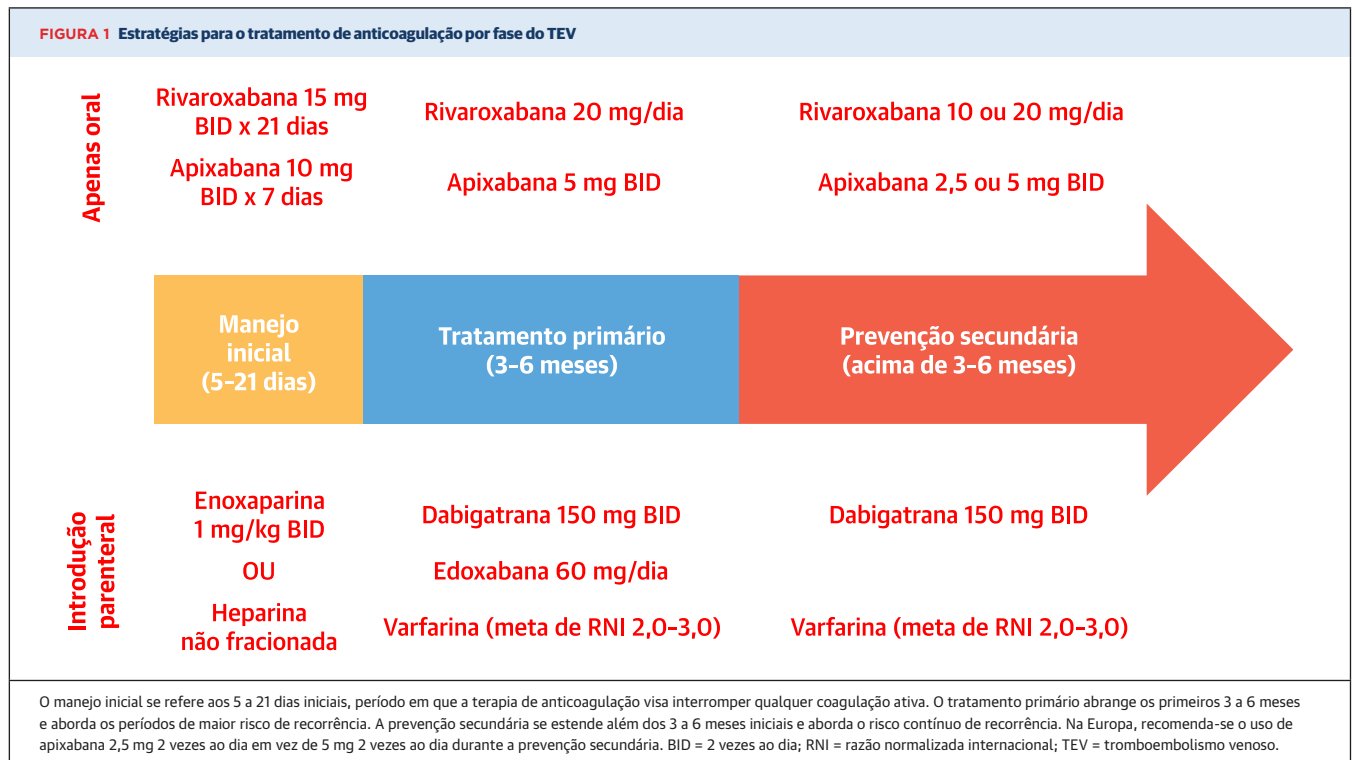 FIGURA 1 Estratégias para o tratamento de anticoagulação por fase do TEV
Apenas oral
Rivaroxabana 15 mg
BID x 21 dias
Rivaroxabana 20 mg/dia
Rivaroxabana 10 ou 20 mg/dia
Apixabana 10 mg
BID x 7 dias
Apixabana 5 mg BID
Apixabana 2,5 ou 5 mg BID
Manejo
inicial
(5-21 dias)
Tratamento primário
(3-6 meses)
Prevenção secundária
(acima de 3-6 meses)
Introdução
parenteral
Enoxaparina
1 mg/kg BID
Dabigatrana 150 mg BID
Dabigatrana 150 mg BID
OU
Edoxabana 60 mg/dia
Heparina
não fracionada
Varfarina (meta de RNI 2,0-3,0)
Varfarina (meta de RNI 2,0-3,0)
O manejo inicial se refere aos 5 a 21 dias iniciais, período em que a terapia de anticoagulação visa interromper qualquer coagulação ativa. O tratamento primário abrange os primeiros 3 a 6 meses
e aborda os períodos de maior risco de recorrência. A prevenção secundária se estende além dos 3 a 6 meses iniciais e aborda o risco contínuo de recorrência. Na Europa, recomenda-se o uso de
apixabana 2,5 mg 2 vezes ao dia em vez de 5 mg 2 vezes ao dia durante a prevenção secundária. BID = 2 vezes ao dia; RNI = razão normalizada internacional; TEV = tromboembolismo venoso.